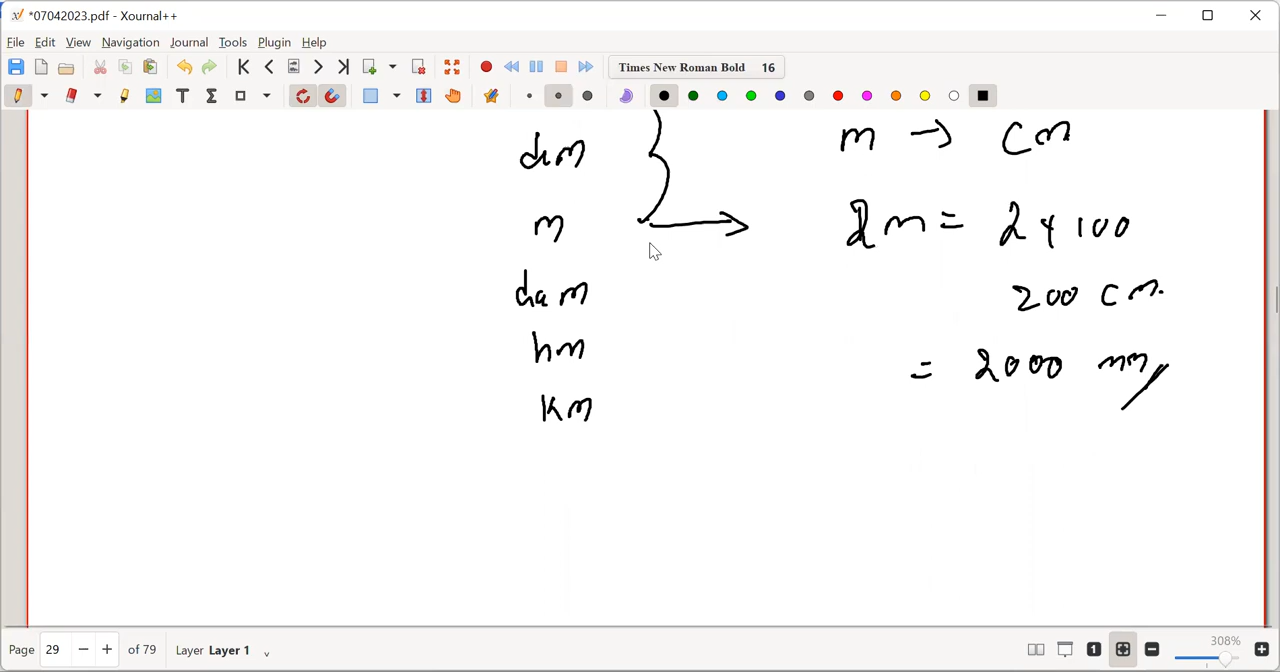 *07042023.pdf - Xournal++
File Edit View Navigation Journal Tools Plugin Help
Times New Roman Bold 16
dm
m → cm
m
2m = 2 × 100
dam
200 cm.
hm
= 2000 mm
km
Page 29 of 79 Layer Layer 1 308%